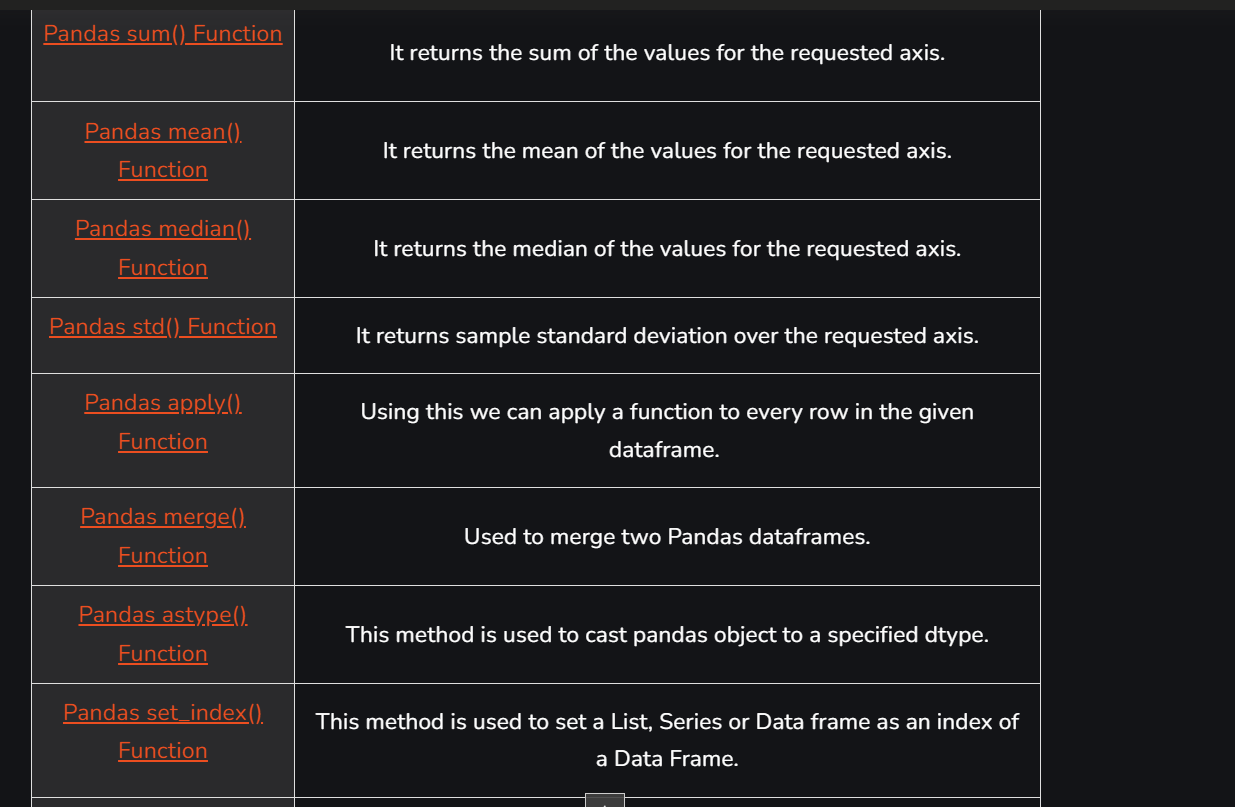 Pandas sum() Function
It returns the sum of the values for the requested axis.
Pandas mean()
Function
It returns the mean of the values for the requested axis.
Pandas median()
Function
It returns the median of the values for the requested axis.
Pandas std() Function
It returns sample standard deviation over the requested axis.
Pandas apply()
Function
Using this we can apply a function to every row in the given
dataframe.
Pandas merge()
Function
Used to merge two Pandas dataframes.
Pandas astype()
Function
This method is used to cast pandas object to a specified dtype.
Pandas set_index()
Function
This method is used to set a List, Series or Data frame as an index of
a Data Frame.